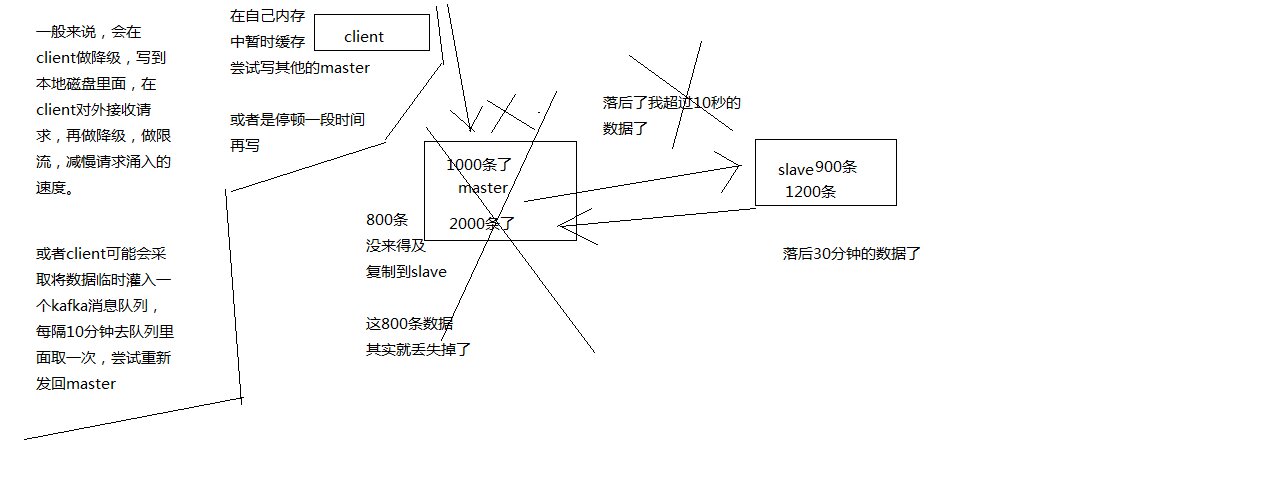 一般来说，会在
client做降级，写到
本地磁盘里面，在
client对外接收请
求，再做降级，做限
流，减慢请求涌入的
速度。
或者client可能会采
取将数据临时灌入一
个kafka消息队列，
每隔10分钟去队列里
面取一次，尝试重新
发回master
在自己内存
中暂时缓存
尝试写其他的master
或者是停顿一段时间
再写
client
1000条了
master
2000条了
800条
没来得及
复制到slave
这800条数据
其实就丢失掉了
落后了我超过10秒的
数据了
slave900条
1200条
落后30分钟的数据了